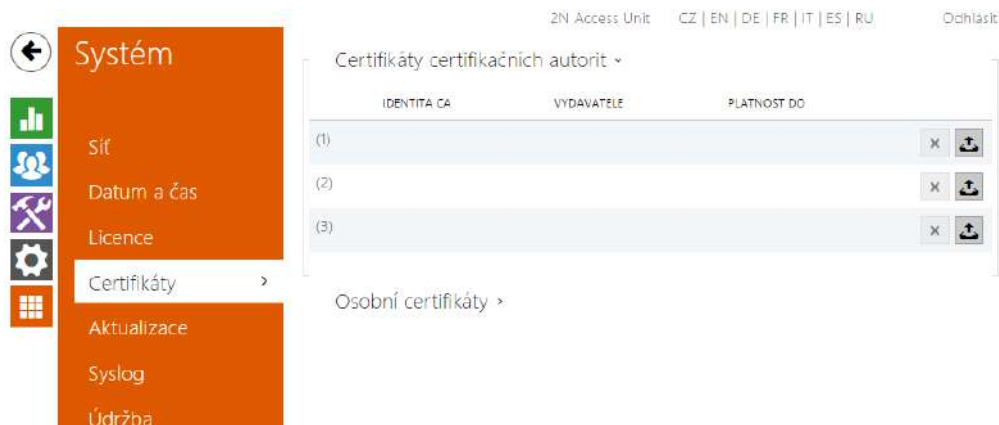 2N Access Unit CZ | EN | DE | FR | IT | ES | RU Odhlásit
Systém
Certifikáty certifikačních autorit
IDENTITA CA VYDAVATELE PLATNOST DO
(1)
(2)
(3)
Síť
Datum a čas
Licence
Certifikáty
Aktualizace
Syslog
Údržba
Osobní certifikáty